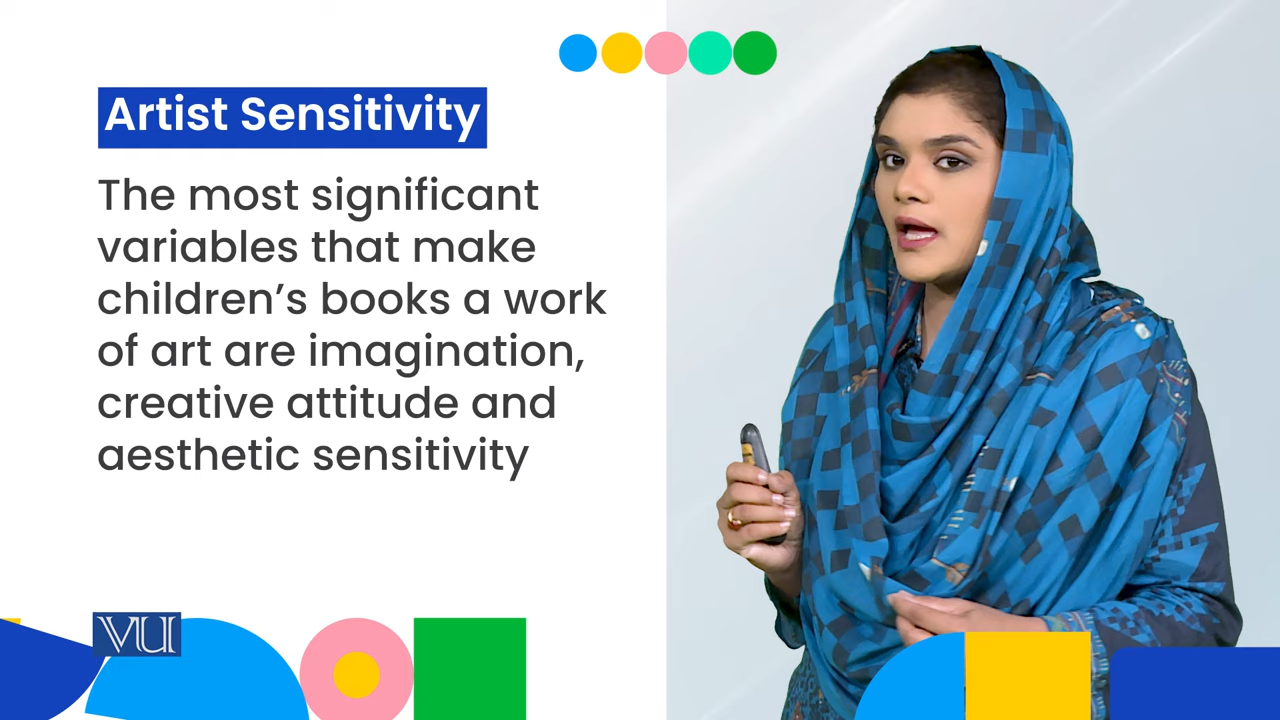 Artist Sensitivity
The most significant
variables that make
children’s books a work
of art are imagination,
creative attitude and
aesthetic sensitivity
VU